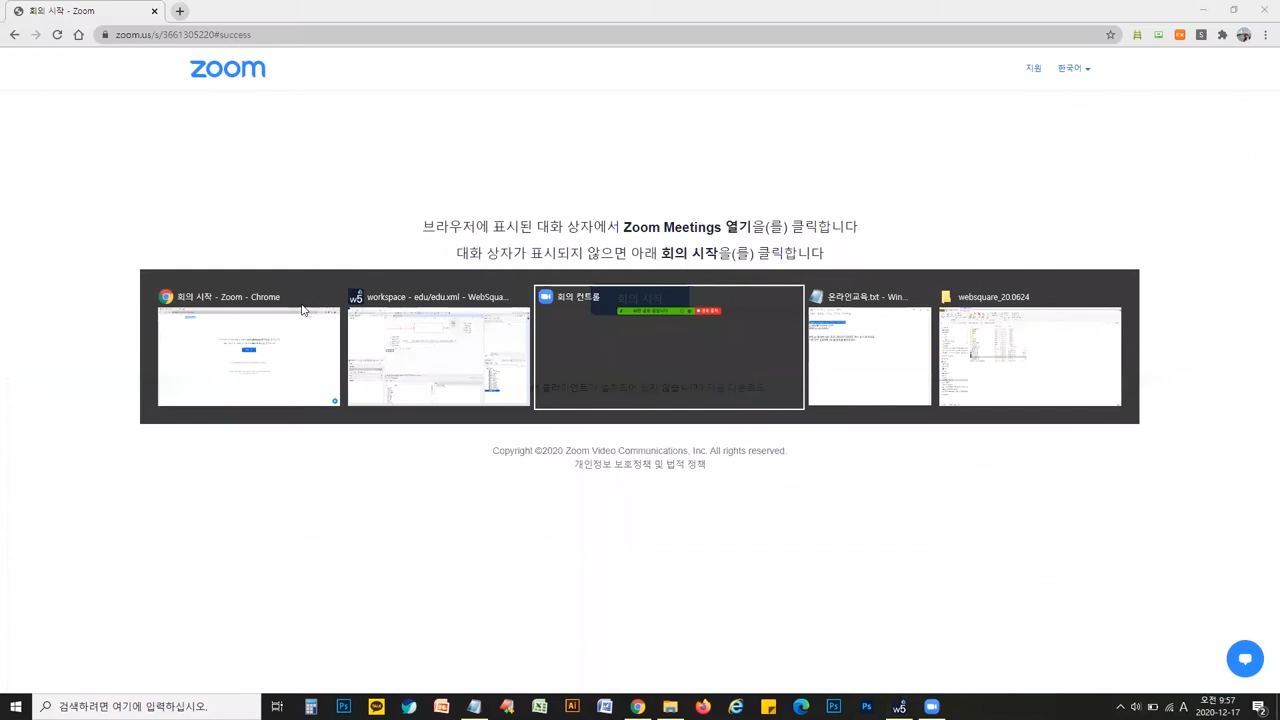 회의 시작 - Zoom
zoom.us/s/3661305220#success
zoom
지원
한국어
브라우저에 표시된 대화 상자에서 Zoom Meetings 열기을(를) 클릭합니다
대화 상자가 표시되지 않으면 아래 회의 시작을(를) 클릭합니다
회의 시작 - Zoom - Chrome
workspace - edu/edu.xml - WebSqua...
회의 컨트롤
회의 시작
온라인교육.txt - Win...
websquare_20.0624
Copyright ©2020 Zoom Video Communications, Inc. All rights reserved.
개인정보 보호정책 및 법적 정책
검색하려면 여기에 입력하십시오.
오전 9:57
2020-12-17